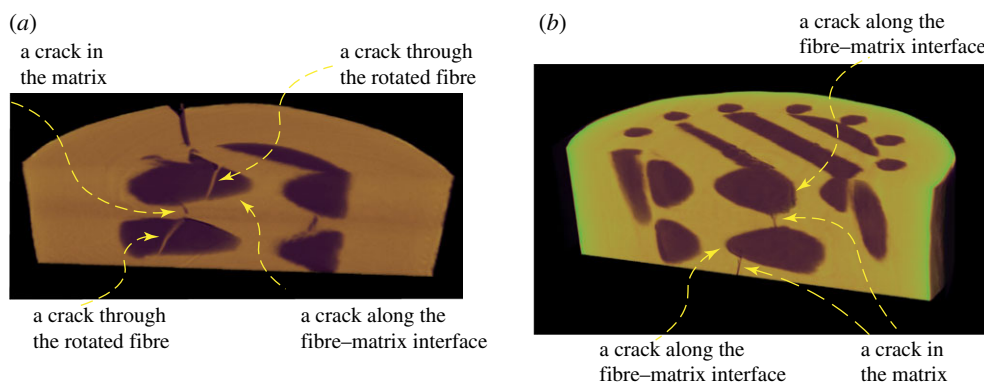 (a)
a crack in
the matrix
a crack through
the rotated fibre
a crack through
the rotated fibre
a crack along the
fibre–matrix interface
(b)
a crack along the
fibre–matrix interface
a crack along the
fibre–matrix interface
a crack in
the matrix